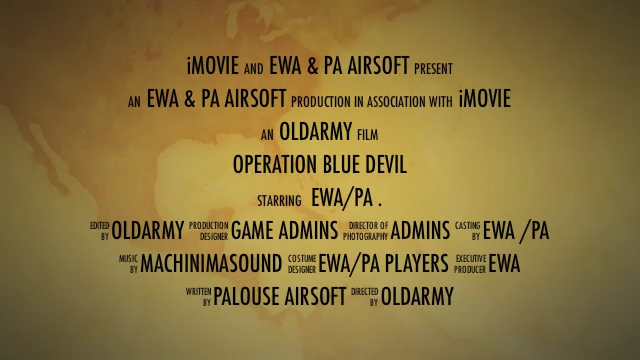 iMOVIE AND EWA & PA AIRSOFT PRESENT
AN EWA & PA AIRSOFT PRODUCTION IN ASSOCIATION WITH iMOVIE
AN OLDARMY FILM
OPERATION BLUE DEVIL
STARRING EWA/PA .
EDITED BY OLDARMY PRODUCTION DESIGNER GAME ADMINS DIRECTOR OF PHOTOGRAPHY ADMINS CASTING BY EWA /PA
MUSIC BY MACHINIMASOUND COSTUME DESIGNER EWA/PA PLAYERS EXECUTIVE PRODUCER EWA
WRITTEN BY PALOUSE AIRSOFT DIRECTED BY OLDARMY